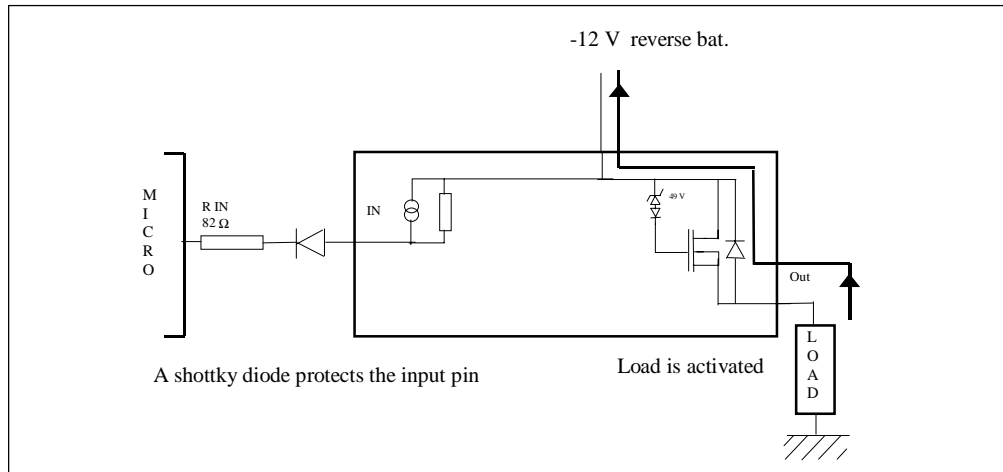 -12 V reverse bat.
M
I
C
R
O
R IN
82 Ω
IN
49 V
Out
L
O
A
D
A shottky diode protects the input pin
Load is activated